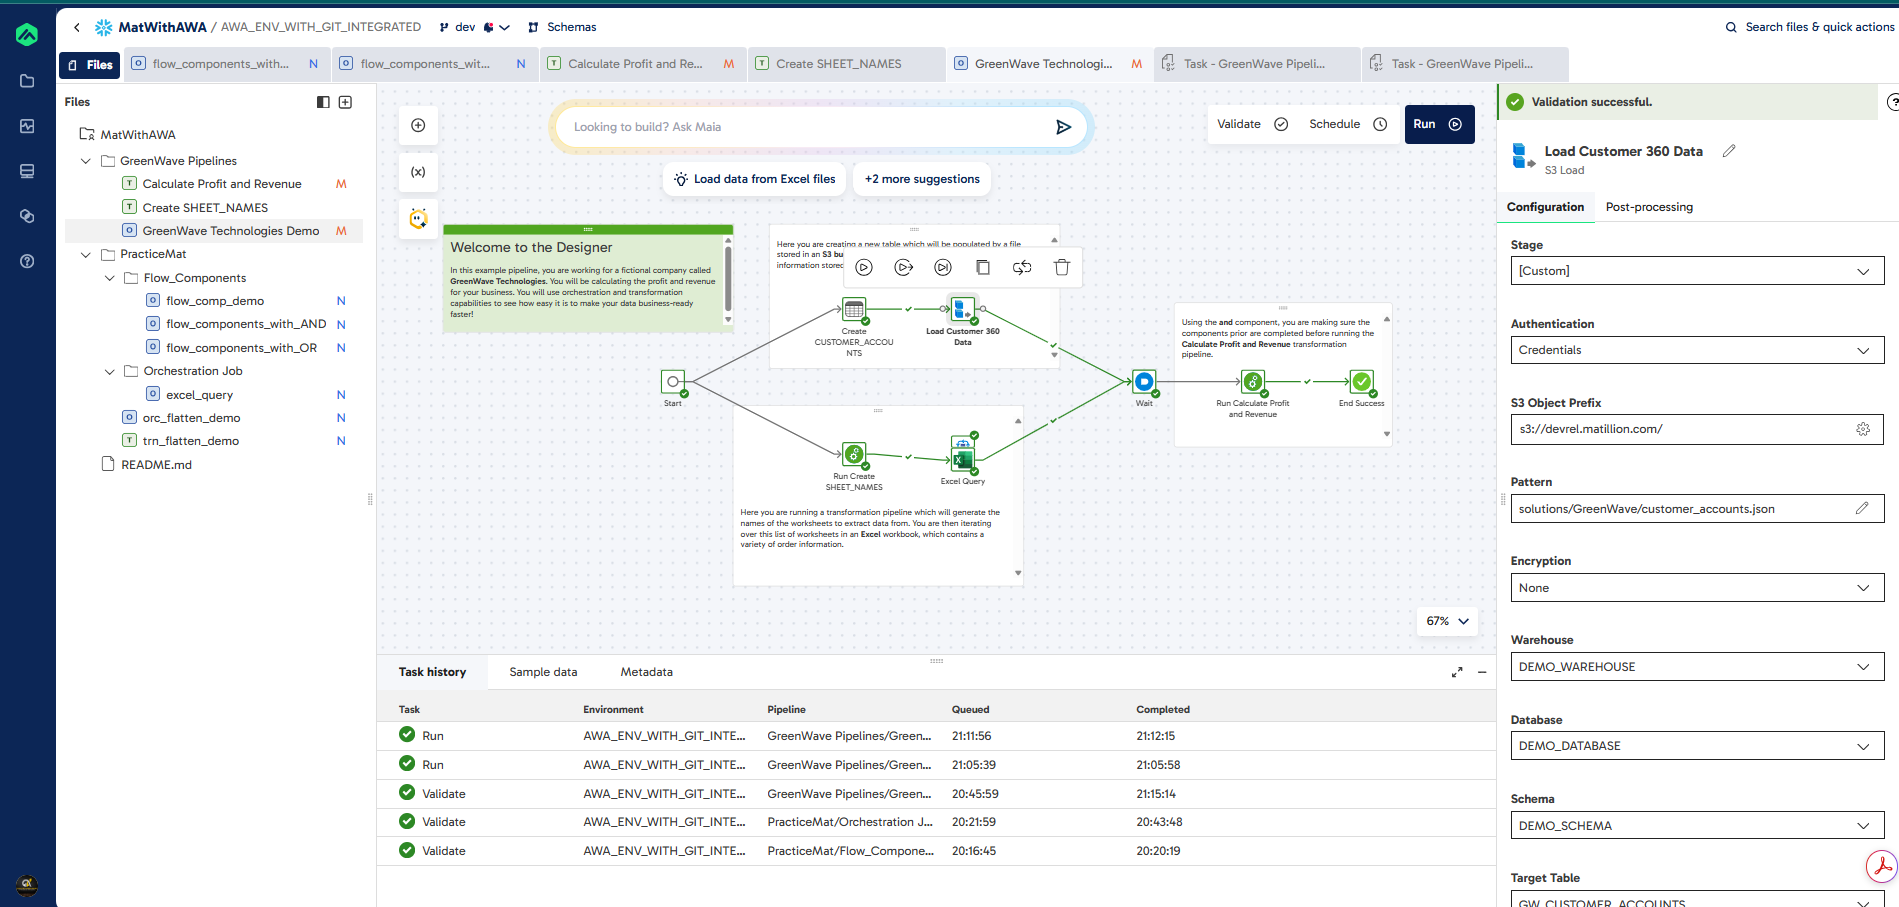 MatWithAWA / AWA_ENV_WITH_GIT_INTEGRATED dev Schemas Search files & quick actions
Files flow_components_with... N flow_components_wit... N Calculate Profit and Re... M Create SHEET_NAMES GreenWave Technologi... M Task - GreenWave Pipeli... Task - GreenWave Pipeli...
Files
MatWithAWA
GreenWave Pipelines
T Calculate Profit and Revenue M
T Create SHEET_NAMES
O GreenWave Technologies Demo M
PracticeMat
Flow_Components
O flow_comp_demo N
O flow_components_with_AND N
O flow_components_with_OR N
Orchestration Job
O excel_query N
O orc_flatten_demo N
T trn_flatten_demo N
README.md
Looking to build? Ask Maia
Load data from Excel files +2 more suggestions
Validate Schedule Run
(x)
Welcome to the Designer
In this example pipeline, you are working for a fictional company called
GreenWave Technologies. You will be calculating the profit and revenue
for your business. You will use orchestration and transformation
capabilities to see how easy it is to make your data business-ready
faster!
Here you are creating a new table which will be populated by a file
stored in an S3 bu
information stored
Create
CUSTOMER_ACCOU
NTS
Load Customer 360
Data
Start
Wait
Using the and component, you are making sure the
components prior are completed before running the
Calculate Profit and Revenue transformation
pipeline.
Run Calculate Profit
and Revenue
End Success
Run Create
SHEET_NAMES
Excel Query
Here you are running a transformation pipeline which will generate the
names of the worksheets to extract data from. You are then iterating
over this list of worksheets in an Excel workbook, which contains a
variety of order information.
67%
Task history Sample data Metadata
Task Environment Pipeline Queued Completed
Run AWA_ENV_WITH_GIT_INTE... GreenWave Pipelines/Green... 21:11:56 21:12:15
Run AWA_ENV_WITH_GIT_INTE... GreenWave Pipelines/Green... 21:05:39 21:05:58
Validate AWA_ENV_WITH_GIT_INTE... GreenWave Pipelines/Green... 20:45:59 21:15:14
Validate AWA_ENV_WITH_GIT_INTE... PracticeMat/Orchestration J... 20:21:59 20:43:48
Validate AWA_ENV_WITH_GIT_INTE... PracticeMat/Flow_Compone... 20:16:45 20:20:19
Validation successful.
Load Customer 360 Data
S3 Load
Configuration Post-processing
Stage
[Custom]
Authentication
Credentials
S3 Object Prefix
s3://devrel.matillion.com/
Pattern
solutions/GreenWave/customer_accounts.json
Encryption
None
Warehouse
DEMO_WAREHOUSE
Database
DEMO_DATABASE
Schema
DEMO_SCHEMA
Target Table
GW_CUSTOMER_ACCOUNTS